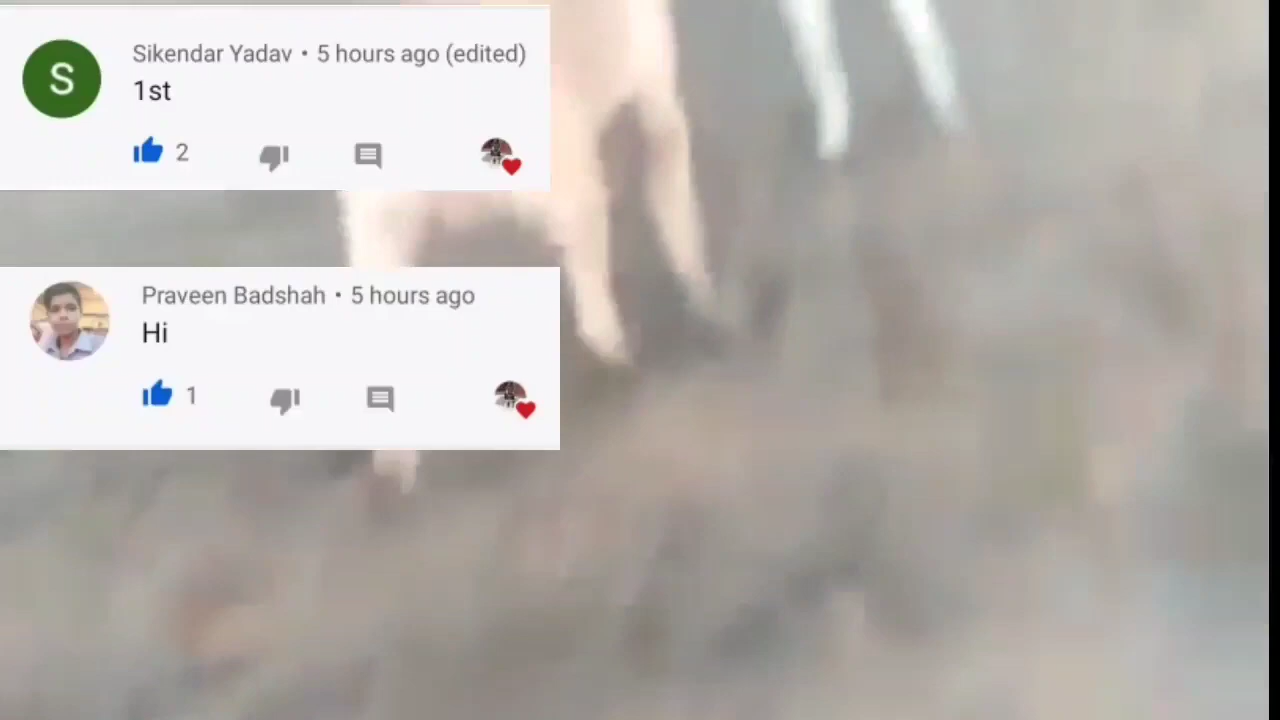 S
Sikendar Yadav • 5 hours ago (edited)
1st
2
Praveen Badshah • 5 hours ago
Hi
1